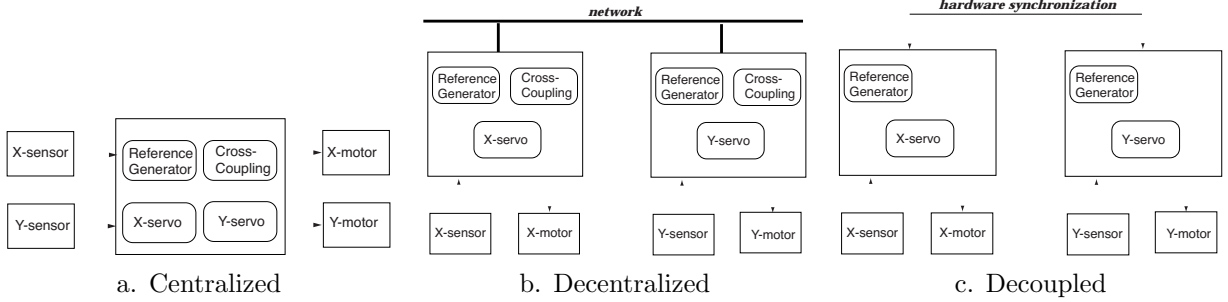 X-sensor
Y-sensor
Reference
Generator
Cross-
Coupling
X-servo
Y-servo
X-motor
Y-motor
a. Centralized
network
Reference
Generator
Cross-
Coupling
X-servo
X-sensor
X-motor
Reference
Generator
Cross-
Coupling
Y-servo
Y-sensor
Y-motor
b. Decentralized
hardware synchronization
Reference
Generator
X-servo
X-sensor
X-motor
Reference
Generator
Y-servo
Y-sensor
Y-motor
c. Decoupled